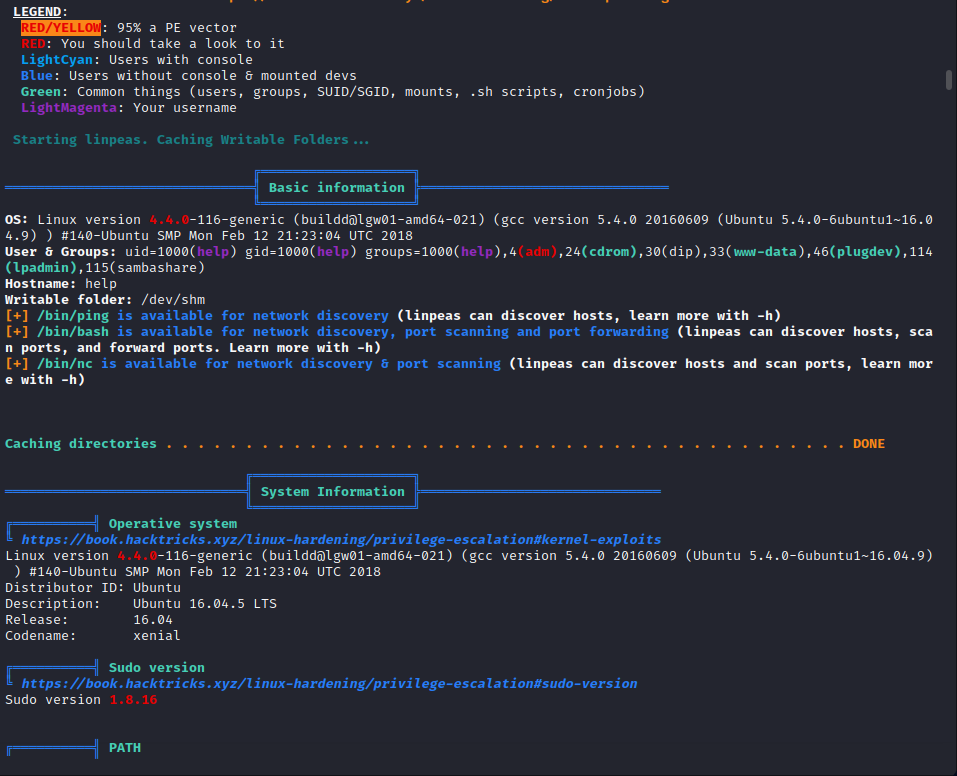 LEGEND:
RED/YELLOW: 95% a PE vector
RED: You should take a look to it
LightCyan: Users with console
Blue: Users without console & mounted devs
Green: Common things (users, groups, SUID/SGID, mounts, .sh scripts, cronjobs)
LightMagenta: Your username
Starting linpeas. Caching Writable Folders...
Basic information
OS: Linux version 4.4.0-116-generic (buildd@lgw01-amd64-021) (gcc version 5.4.0 20160609 (Ubuntu 5.4.0-6ubuntu1~16.0
4.9) ) #140-Ubuntu SMP Mon Feb 12 21:23:04 UTC 2018
User & Groups: uid=1000(help) gid=1000(help) groups=1000(help),4(adm),24(cdrom),30(dip),33(www-data),46(plugdev),114
(lpadmin),115(sambashare)
Hostname: help
Writable folder: /dev/shm
[+] /bin/ping is available for network discovery (linpeas can discover hosts, learn more with -h)
[+] /bin/bash is available for network discovery, port scanning and port forwarding (linpeas can discover hosts, sca
n ports, and forward ports. Learn more with -h)
[+] /bin/nc is available for network discovery & port scanning (linpeas can discover hosts and scan ports, learn mor
e with -h)
Caching directories . . . . . . . . . . . . . . . . . . . . . . . . . . . . . . . . . . . . . . . . . . . DONE
System Information
Operative system
https://book.hacktricks.xyz/linux-hardening/privilege-escalation#kernel-exploits
Linux version 4.4.0-116-generic (buildd@lgw01-amd64-021) (gcc version 5.4.0 20160609 (Ubuntu 5.4.0-6ubuntu1~16.04.9)
) #140-Ubuntu SMP Mon Feb 12 21:23:04 UTC 2018
Distributor ID: Ubuntu
Description: Ubuntu 16.04.5 LTS
Release: 16.04
Codename: xenial
Sudo version
https://book.hacktricks.xyz/linux-hardening/privilege-escalation#sudo-version
Sudo version 1.8.16
PATH